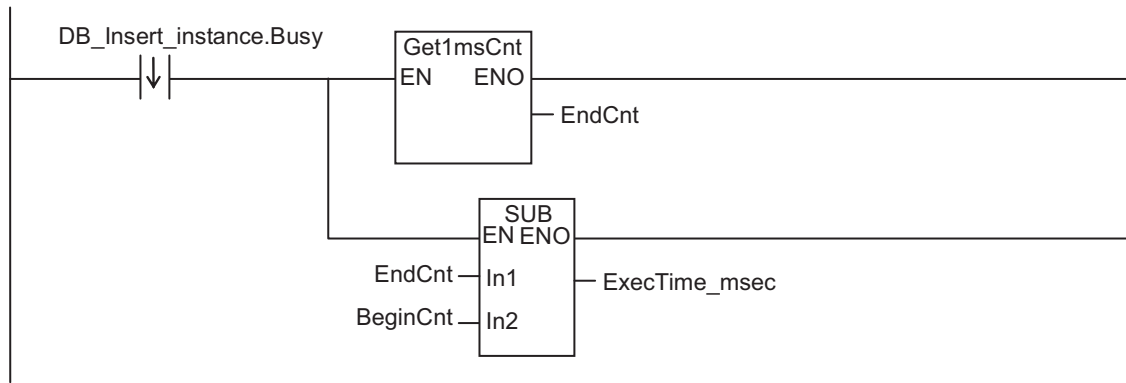 DB_Insert_instance.Busy
Get1msCnt
EN ENO
EndCnt
SUB
EN ENO
EndCnt In1
ExecTime_msec
BeginCnt In2